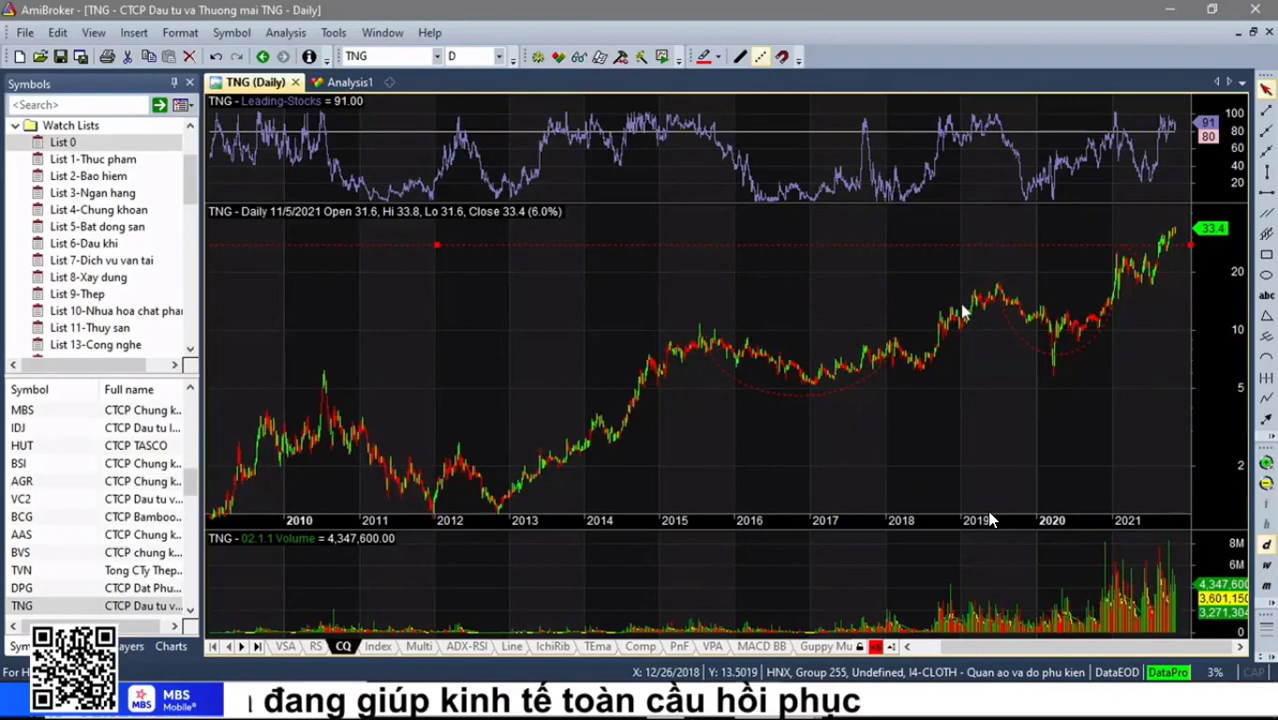 AmiBroker - [TNG - CTCP Dau tu va Thuong mai TNG - Daily]
File Edit View Insert Format Symbol Analysis Tools Window Help
TNG D
Symbols
TNG (Daily) Analysis1
<Search>
Watch Lists
List 0
List 1-Thuc pham
List 2-Bao hiem
List 3-Ngan hang
List 4-Chung khoan
List 5-Bat dong san
List 6-Dau khi
List 7-Dich vu van tai
List 8-Xay dung
List 9-Thep
List 10-Nhua hoa chat phar
List 11-Thuy san
List 13-Cong nghe
Symbol Full name
MBS CTCP Chung k...
IDJ CTCP Dau tu I...
HUT CTCP TASCO
BSI CTCP Chung k...
AGR CTCP Chung k...
VC2 CTCP Dau tu v...
BCG CTCP Bamboo...
AAS CTCP Chung k...
BVS CTCP chung k...
TVN Tong CTy Thep...
DPG CTCP Dat Phu...
TNG CTCP Dau tu v...
TNG - Leading-Stocks = 91.00
100
91
80
80
60
40
20
TNG - Daily 11/5/2021 Open 31.6, Hi 33.8, Lo 31.6, Close 33.4 (6.0%)
33.4
20
10
5
2
2010 2011 2012 2013 2014 2015 2016 2017 2018 2019 2020 2021
TNG - 02.1.1 Volume = 4,347,600.00
8M
6M
4,347,600
3,601,150
3,271,304
0
abc
d
w
m
VSA RS CQ Index Multi ADX-RSI Line IchiRib TEma Comp PnF VPA MACD BB Guppy Mu
X: 12/26/2018 Y: 13.5019 HNX, Group 255, Undefined, I4-CLOTH - Quan ao va do phu kien DataEOD DataPro 3% CAP
MBS
Mobile®
đang giúp kinh tế toàn cầu hồi phục